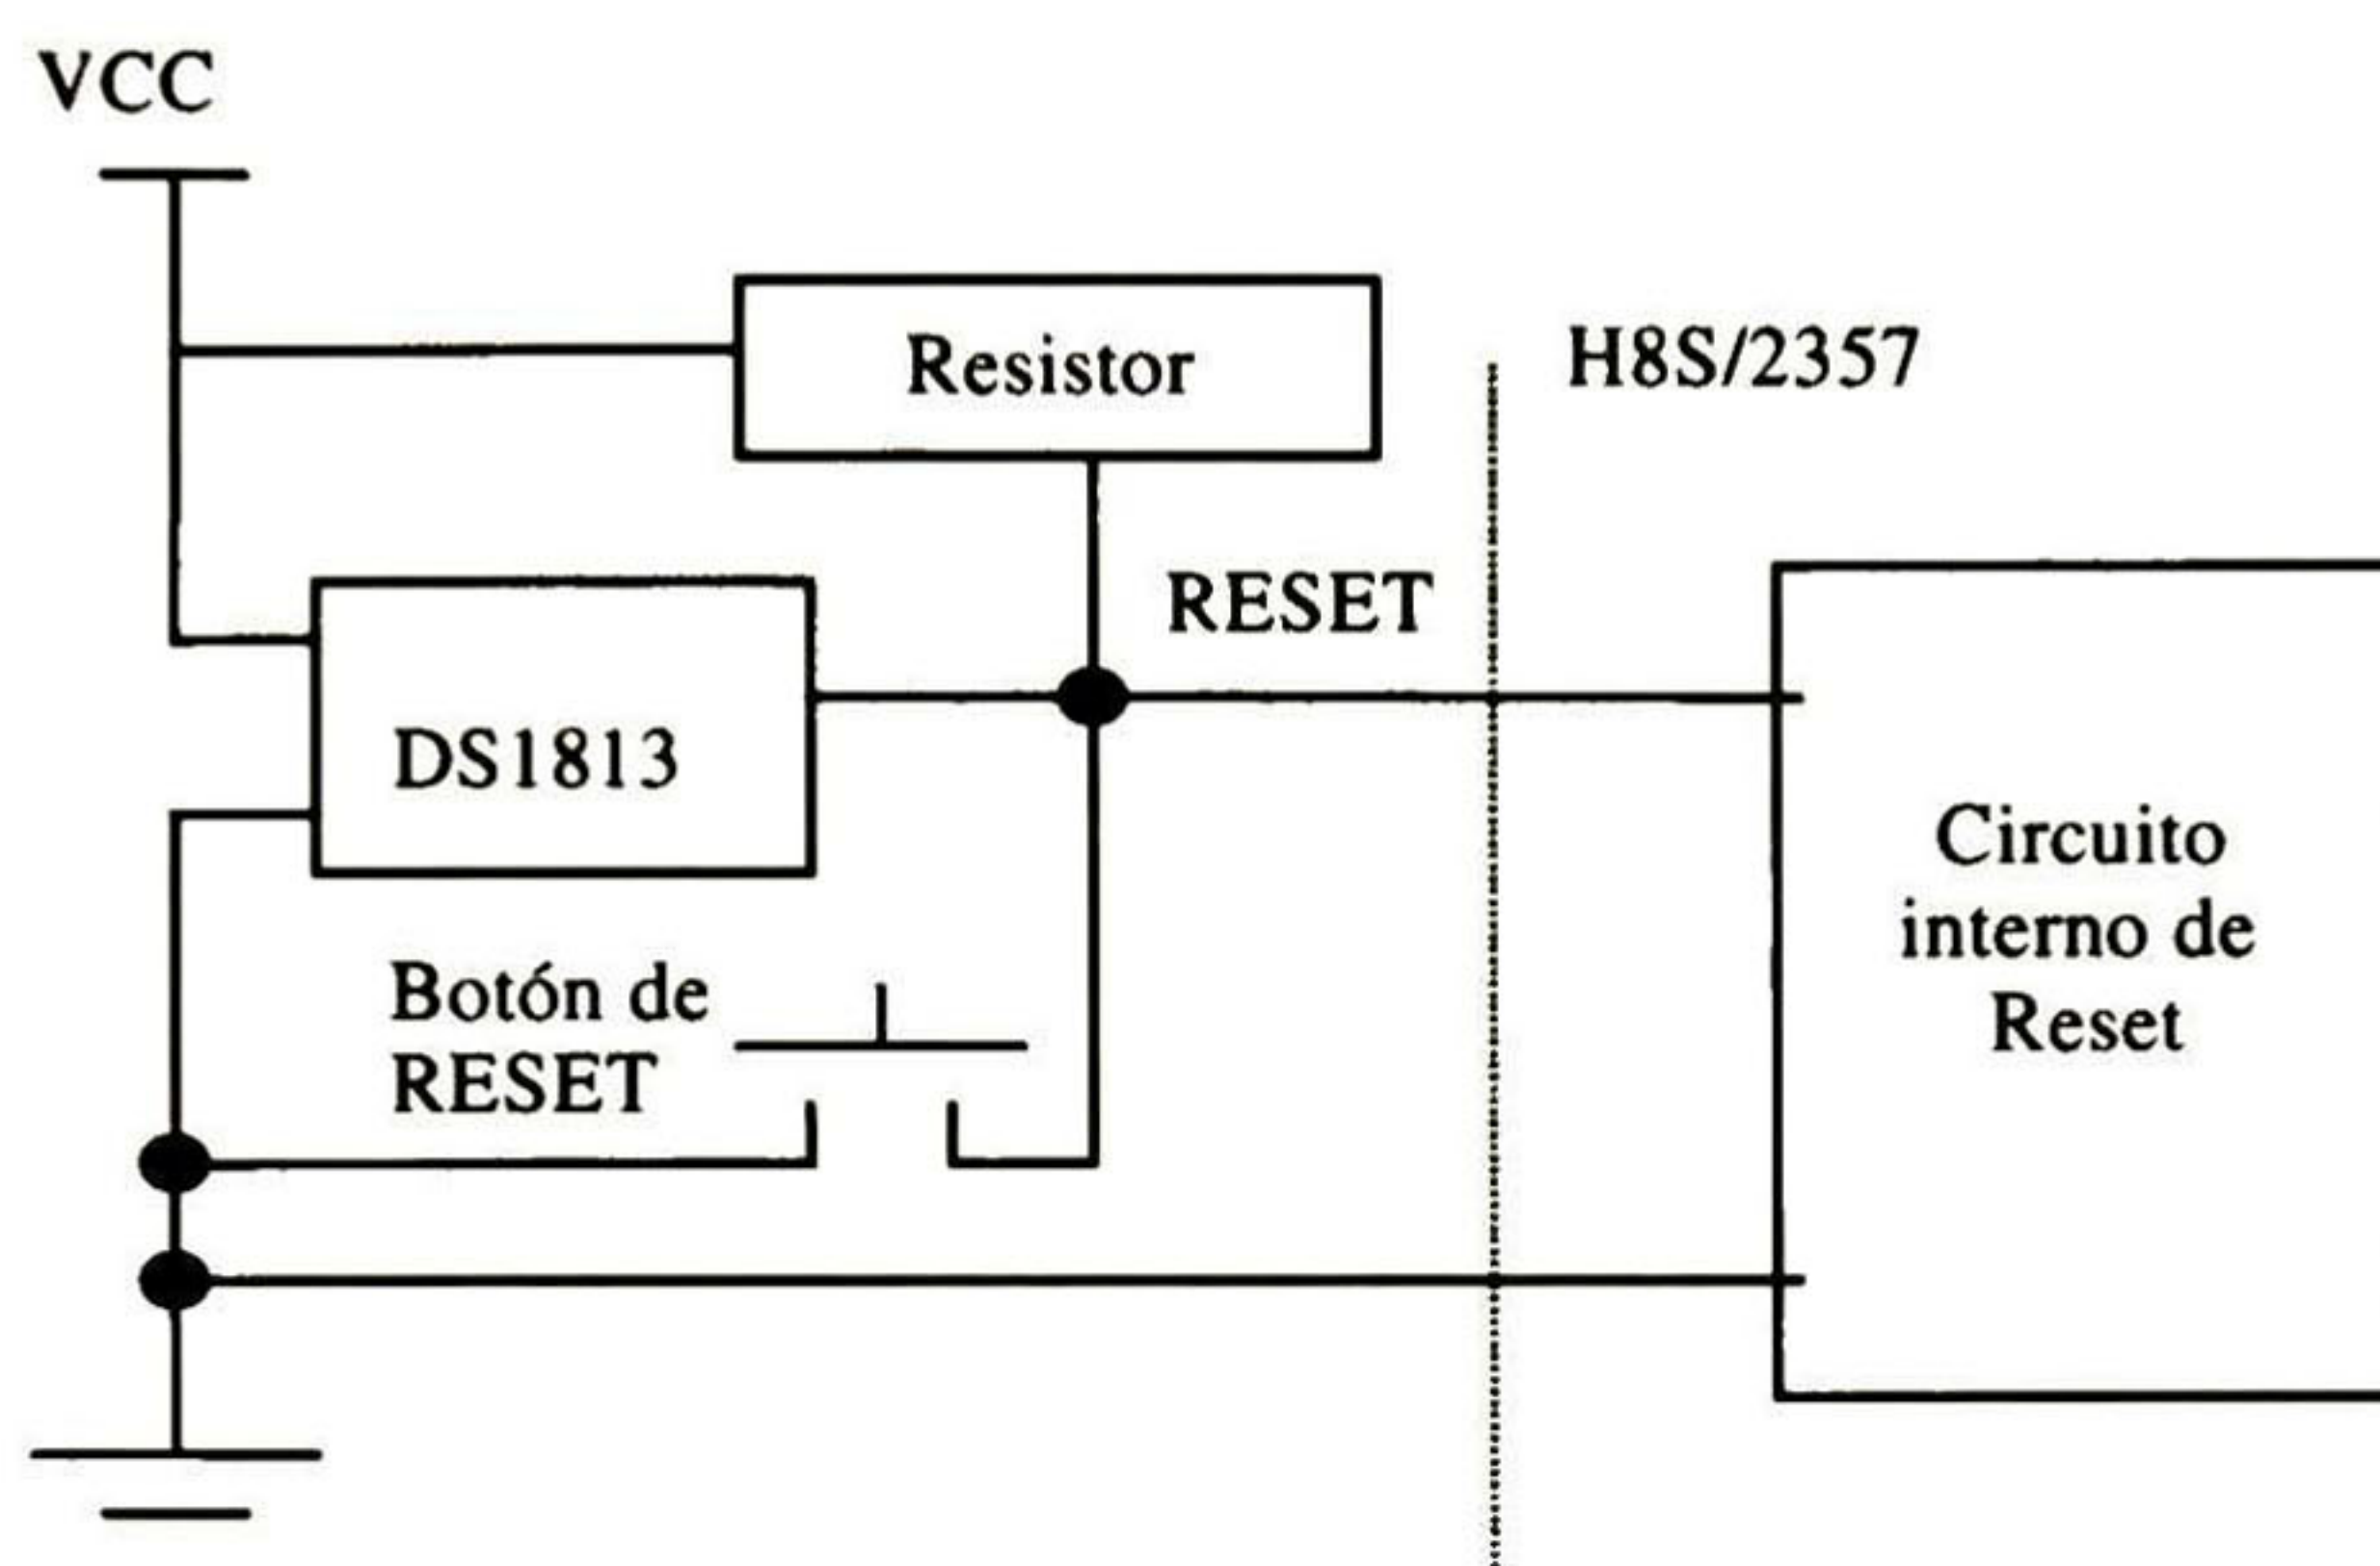 VCC
Resistor
H8S/2357
RESET
DS1813
Circuito
interno de
Reset
Botón de
RESET